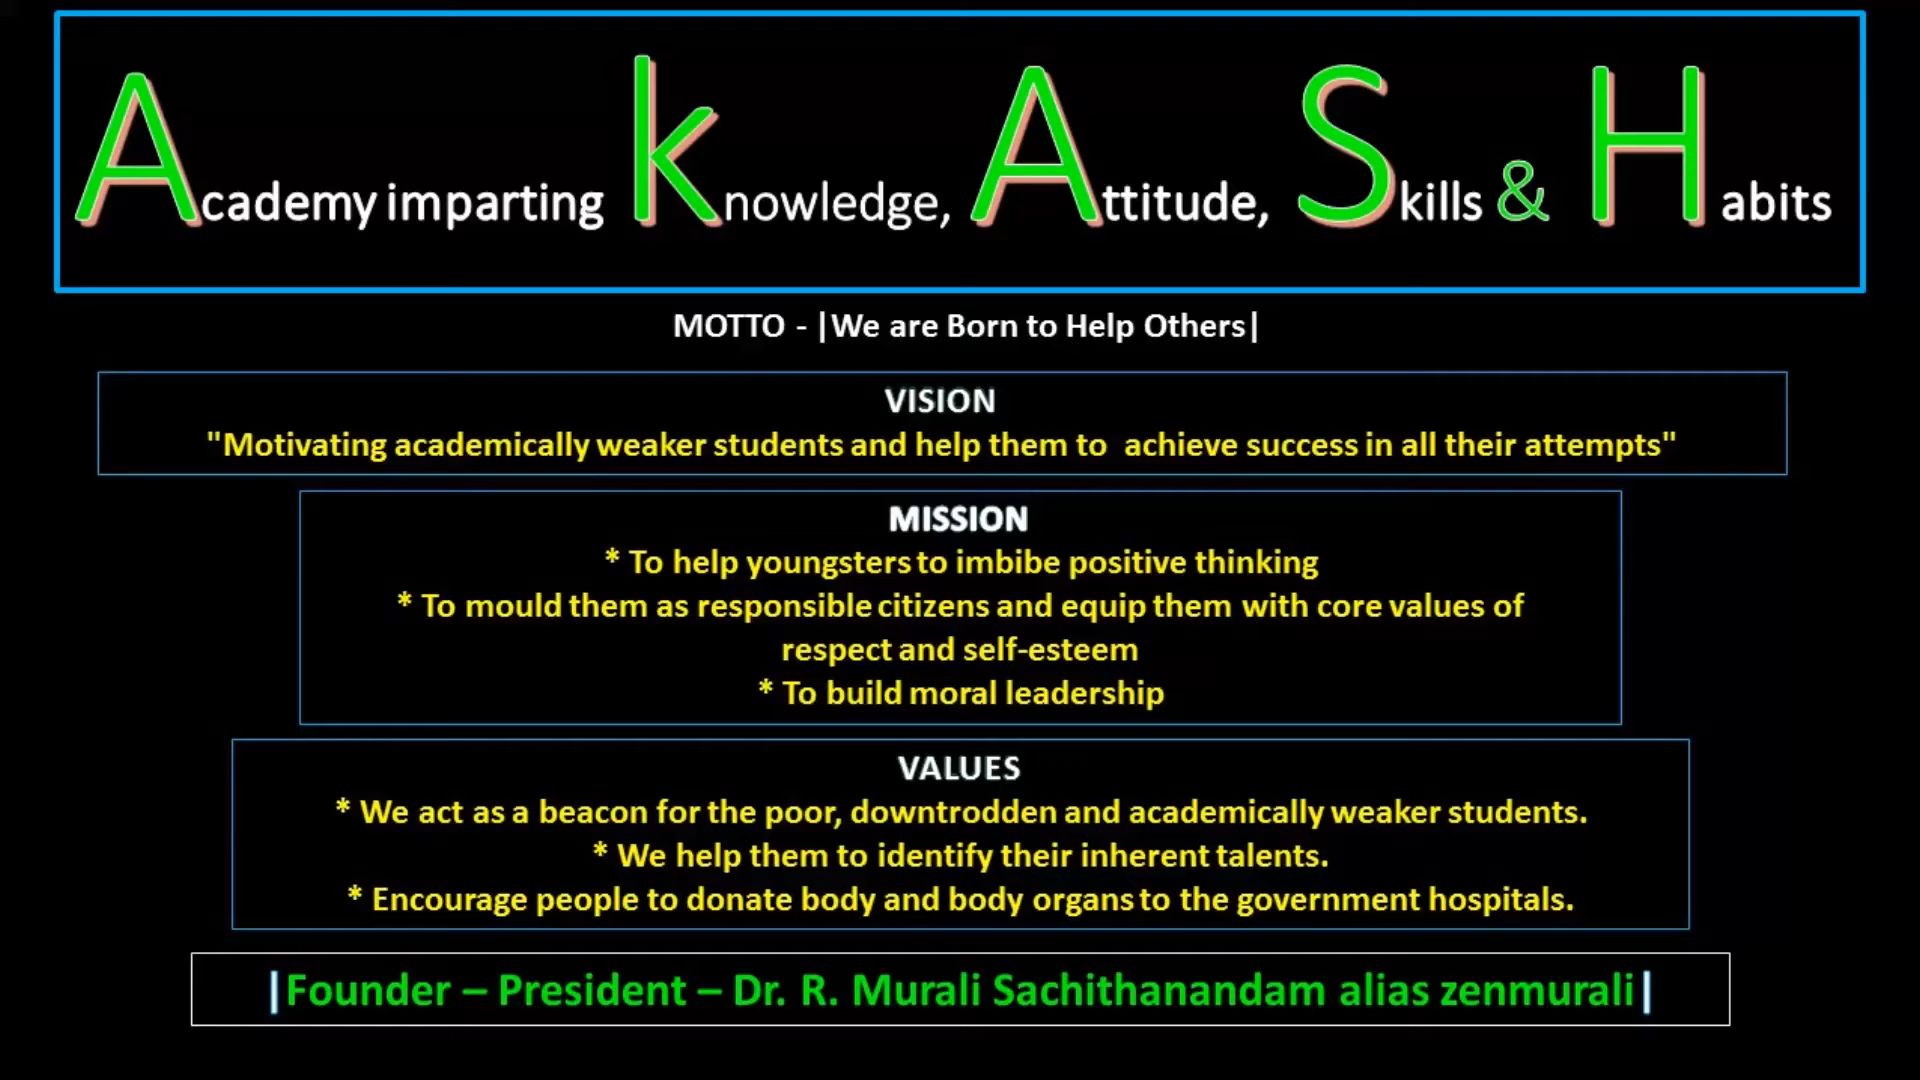 Academy imparting knowledge, Attitude, Skills & Habits
MOTTO - |We are Born to Help Others|
VISION
"Motivating academically weaker students and help them to  achieve success in all their attempts"
MISSION
* To help youngsters to imbibe positive thinking
* To mould them as responsible citizens and equip them with core values of
respect and self-esteem
* To build moral leadership
VALUES
* We act as a beacon for the poor, downtrodden and academically weaker students.
* We help them to identify their inherent talents.
* Encourage people to donate body and body organs to the government hospitals.
|Founder – President – Dr. R. Murali Sachithanandam alias zenmurali|